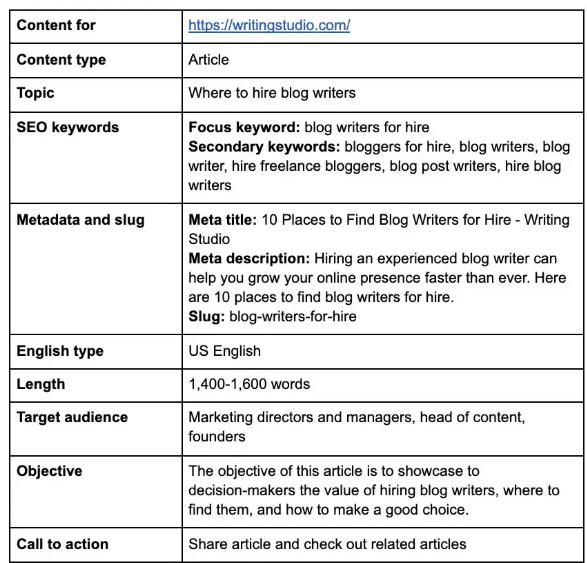 Content for https://writingstudio.com/
Content type Article
Topic Where to hire blog writers
SEO keywords Focus keyword: blog writers for hire
Secondary keywords: bloggers for hire, blog writers, blog
writer, hire freelance bloggers, blog post writers, hire blog
writers
Metadata and slug Meta title: 10 Places to Find Blog Writers for Hire - Writing
Studio
Meta description: Hiring an experienced blog writer can
help you grow your online presence faster than ever. Here
are 10 places to find blog writers for hire.
Slug: blog-writers-for-hire
English type US English
Length 1,400-1,600 words
Target audience Marketing directors and managers, head of content,
founders
Objective The objective of this article is to showcase to
decision-makers the value of hiring blog writers, where to
find them, and how to make a good choice.
Call to action Share article and check out related articles